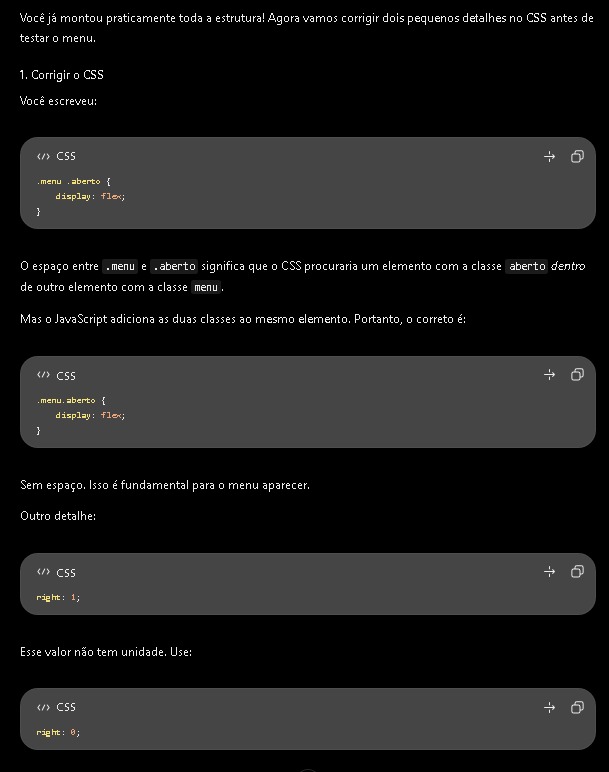 Você já montou praticamente toda a estrutura! Agora vamos corrigir dois pequenos detalhes no CSS antes de
testar o menu.
1. Corrigir o CSS
Você escreveu:
</> CSS
.menu .aberto {
    display: flex;
}
O espaço entre .menu e .aberto significa que o CSS procuraria um elemento com a classe aberto dentro
de outro elemento com a classe menu.
Mas o JavaScript adiciona as duas classes ao mesmo elemento. Portanto, o correto é:
</> CSS
.menu.aberto {
    display: flex;
}
Sem espaço. Isso é fundamental para o menu aparecer.
Outro detalhe:
</> CSS
right: 1;
Esse valor não tem unidade. Use:
</> CSS
right: 0;